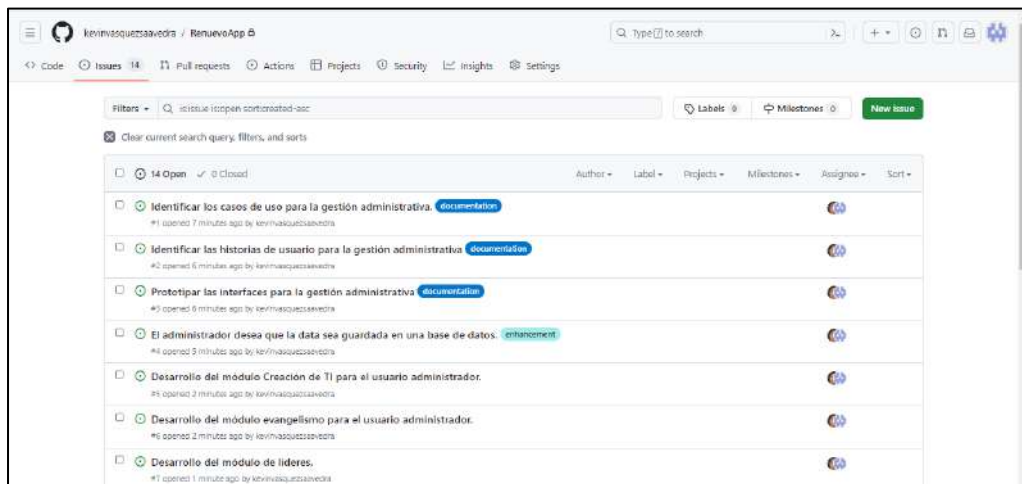 kevinvasquezsaavedra / RenuevoApp
Type / to search
Code Issues 14 Pull requests Actions Projects Security Insights Settings
Filters is:issue is:open sort:created-asc Labels 9 Milestones 0 New issue
Clear current search query, filters, and sorts
14 Open 0 Closed Author Label Projects Milestones Assignee Sort
Identificar los casos de uso para la gestión administrativa. documentation
#1 opened 7 minutes ago by kevinvasquezsaavedra
Identificar las historias de usuario para la gestión administrativa documentation
#2 opened 6 minutes ago by kevinvasquezsaavedra
Prototipar las interfaces para la gestión administrativa documentation
#3 opened 6 minutes ago by kevinvasquezsaavedra
El administrador desea que la data sea guardada en una base de datos. enhancement
#4 opened 5 minutes ago by kevinvasquezsaavedra
Desarrollo del módulo Creación de TI para el usuario administrador.
#5 opened 2 minutes ago by kevinvasquezsaavedra
Desarrollo del módulo evangelismo para el usuario administrador.
#6 opened 2 minutes ago by kevinvasquezsaavedra
Desarrollo del módulo de lideres.
#7 opened 1 minute ago by kevinvasquezsaavedra